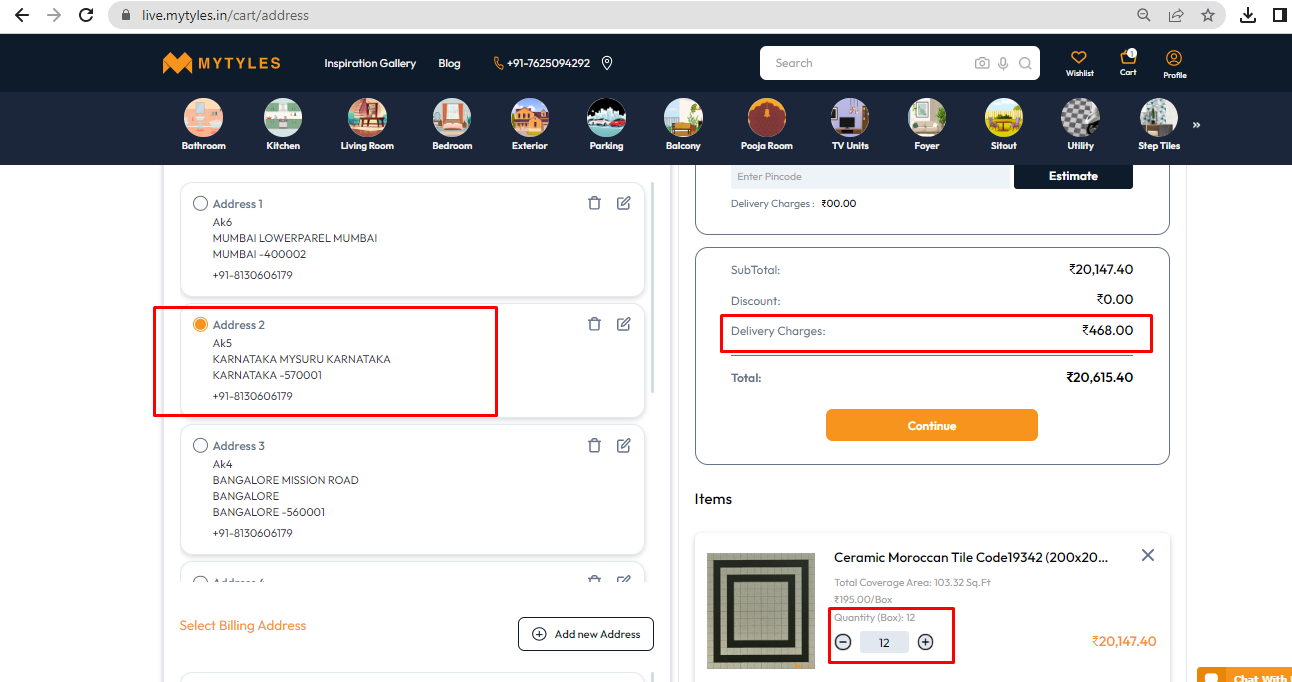 live.mytyles.in/cart/address
MYTYLES
Inspiration Gallery
Blog
+91-7625094292
Search
Wishlist
1
Cart
Profile
Bathroom
Kitchen
Living Room
Bedroom
Exterior
Parking
Balcony
Pooja Room
TV Units
Foyer
Sitout
Utility
Step Tiles
»
Address 1
Ak6
MUMBAI LOWERPAREL MUMBAI
MUMBAI -400002
+91-8130606179
Address 2
Ak5
KARNATAKA MYSURU KARNATAKA
KARNATAKA -570001
+91-8130606179
Address 3
Ak4
BANGALORE MISSION ROAD
BANGALORE
BANGALORE -560001
+91-8130606179
Address 4
Select Billing Address
Add new Address
Enter Pincode
Estimate
Delivery Charges : ₹00.00
SubTotal: ₹20,147.40
Discount: ₹0.00
Delivery Charges: ₹468.00
Total: ₹20,615.40
Continue
Items
Ceramic Moroccan Tile Code19342 (200x20...
Total Coverage Area: 103.32 Sq.Ft
₹195.00/Box
Quantity (Box): 12
12
₹20,147.40
Chat With